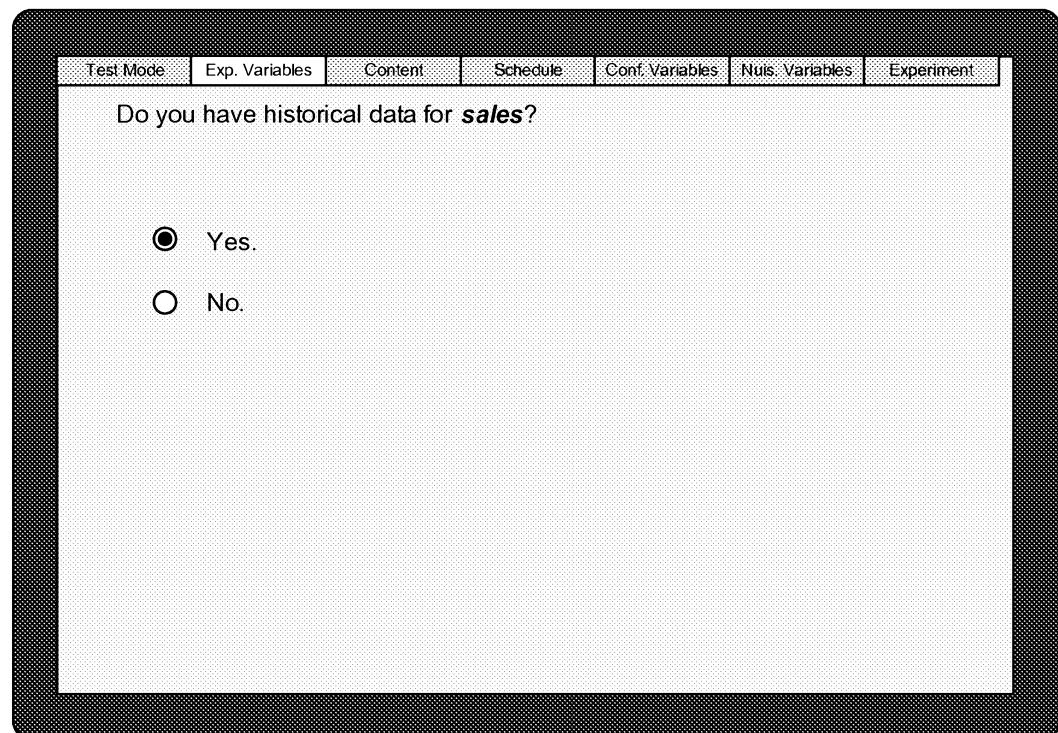 Test Mode Exp. Variables Content Schedule Conf. Variables Nuis. Variables Experiment
Do you have historical data for sales?
Yes.
No.